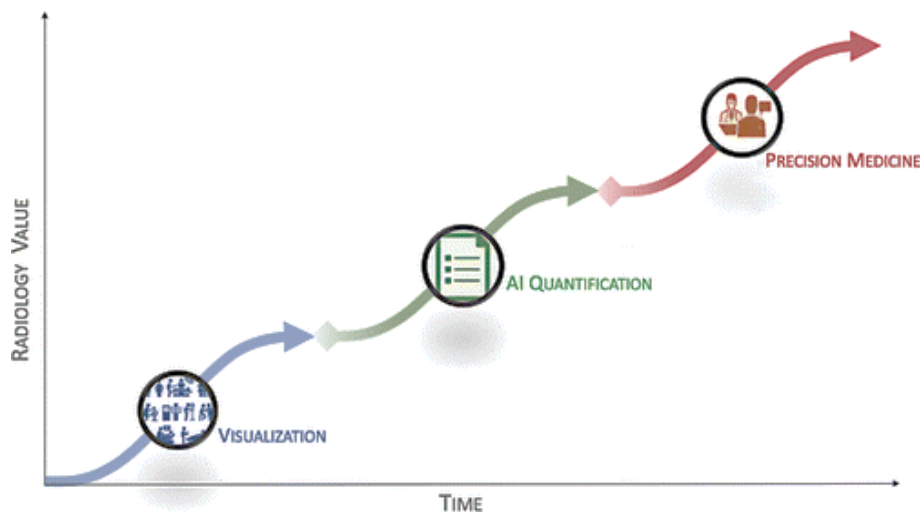 PRECISION MEDICINE
AI QUANTIFICATION
VISUALIZATION
RADIOLOGY VALUE
TIME